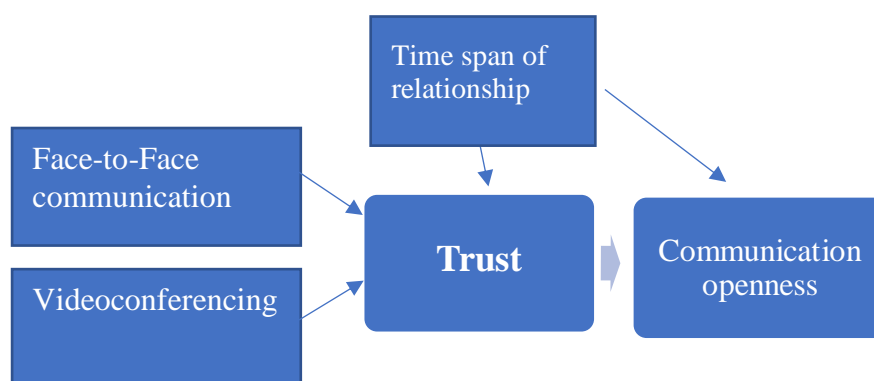 Time span of
relationship
Face-to-Face
communication
Trust
Communication
openness
Videoconferencing